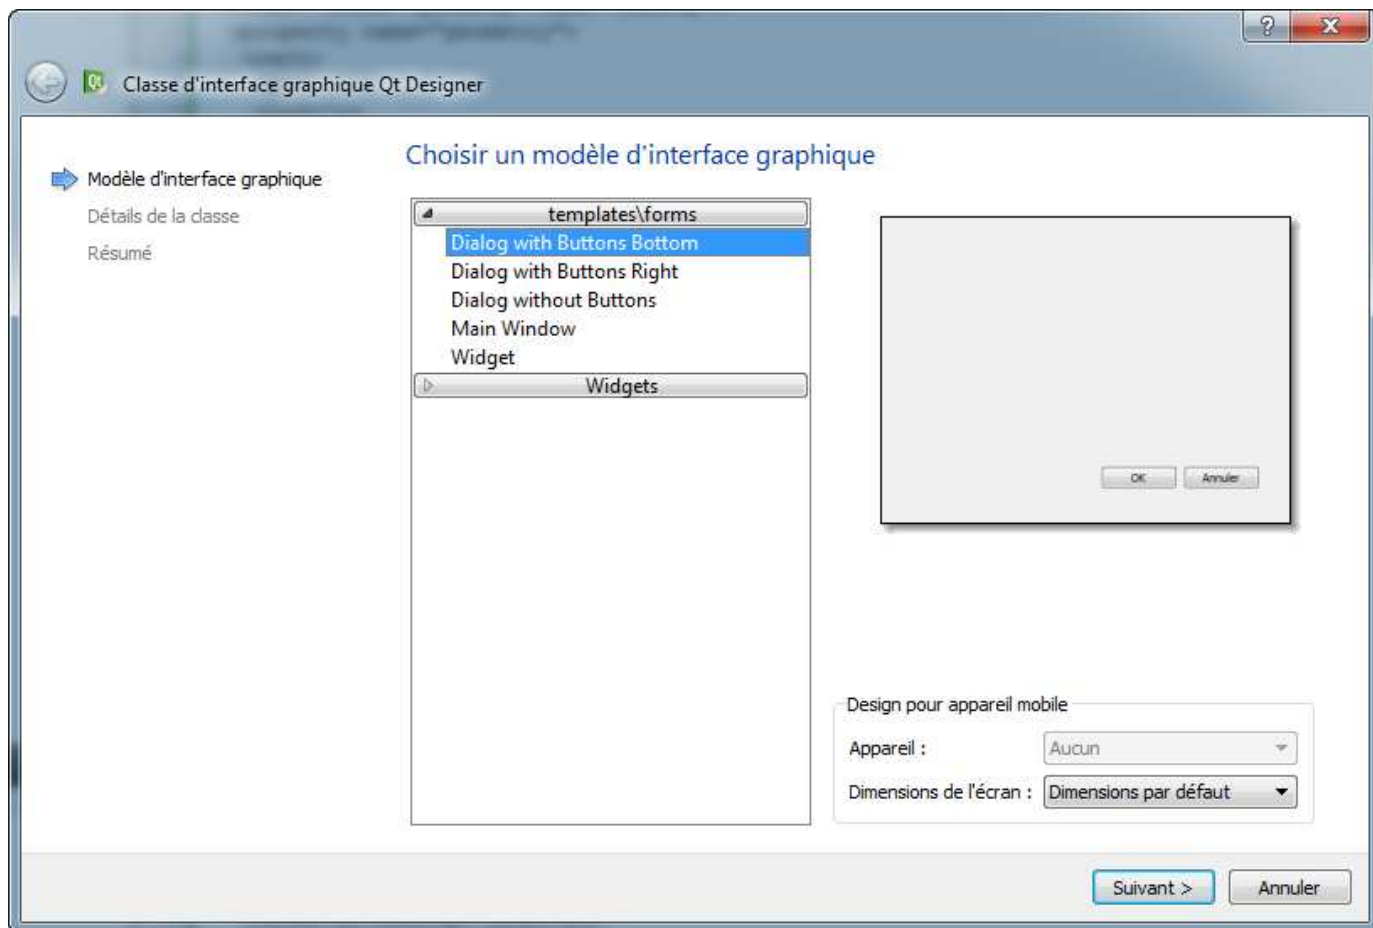 ?
X
Qt
Classe d'interface graphique Qt Designer
Modèle d'interface graphique
Détails de la classe
Résumé
Choisir un modèle d'interface graphique
templates\forms
Dialog with Buttons Bottom
Dialog with Buttons Right
Dialog without Buttons
Main Window
Widget
Widgets
OK Annuler
Design pour appareil mobile
Appareil : Aucun
Dimensions de l'écran : Dimensions par défaut
Suivant > Annuler